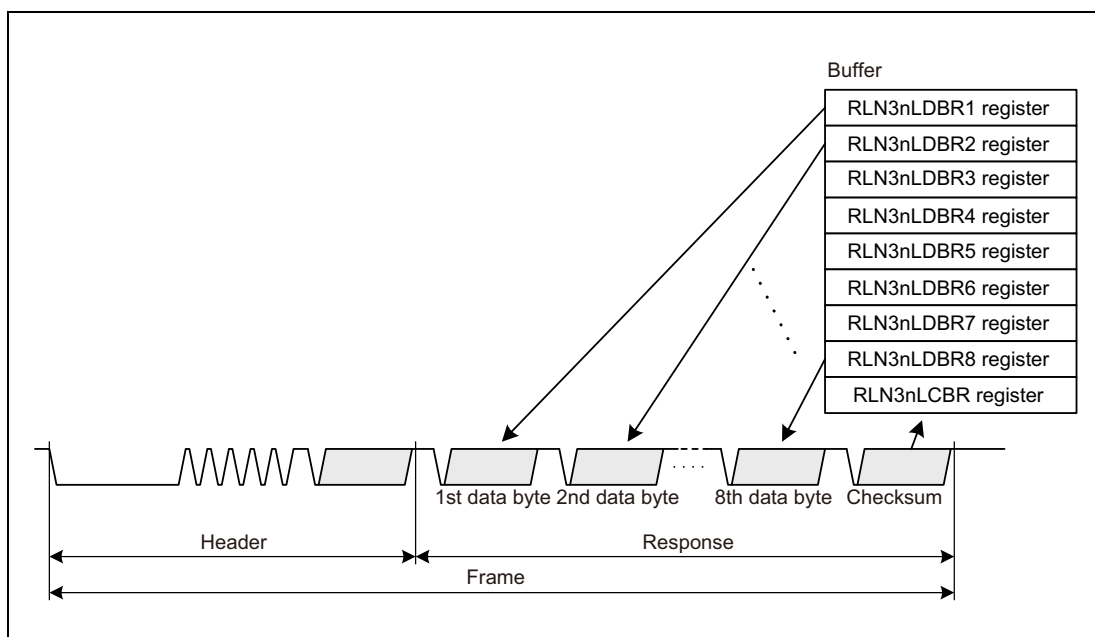 Buffer
RLN3nLDBR1 register
RLN3nLDBR2 register
RLN3nLDBR3 register
RLN3nLDBR4 register
RLN3nLDBR5 register
RLN3nLDBR6 register
RLN3nLDBR7 register
RLN3nLDBR8 register
RLN3nLCBR register
1st data byte 2nd data byte 8th data byte Checksum
Header Response
Frame